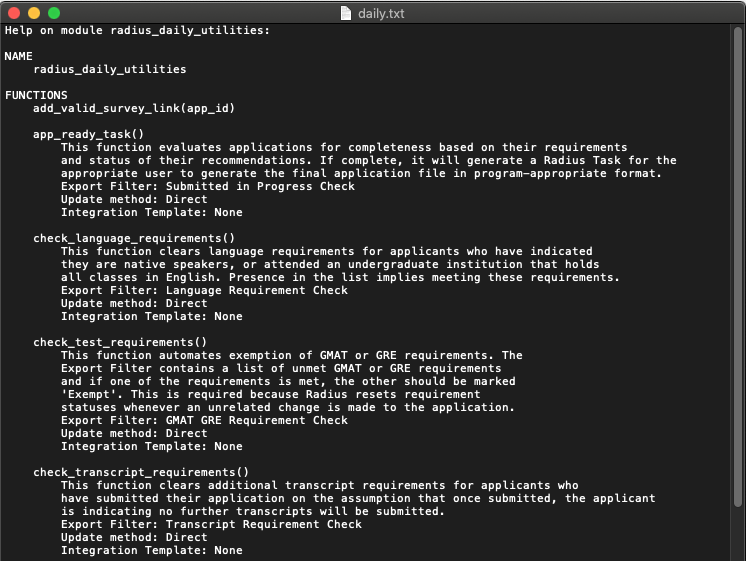 daily.txt
Help on module radius_daily_utilities:
NAME
radius_daily_utilities
FUNCTIONS
add_valid_survey_link(app_id)
app_ready_task()
This function evaluates applications for completeness based on their requirements
and status of their recommendations. If complete, it will generate a Radius Task for the
appropriate user to generate the final application file in program-appropriate format.
Export Filter: Submitted in Progress Check
Update method: Direct
Integration Template: None
check_language_requirements()
This function clears language requirements for applicants who have indicated
they are native speakers, or attended an undergraduate institution that holds
all classes in English. Presence in the list implies meeting these requirements.
Export Filter: Language Requirement Check
Update method: Direct
Integration Template: None
check_test_requirements()
This function automates exemption of GMAT or GRE requirements. The
Export Filter contains a list of unmet GMAT or GRE requirements
and if one of the requirements is met, the other should be marked
'Exempt'. This is required because Radius resets requirement
statuses whenever an unrelated change is made to the application.
Export Filter: GMAT GRE Requirement Check
Update method: Direct
Integration Template: None
check_transcript_requirements()
This function clears additional transcript requirements for applicants who
have submitted their application on the assumption that once submitted, the applicant
is indicating no further transcripts will be submitted.
Export Filter: Transcript Requirement Check
Update method: Direct
Integration Template: None